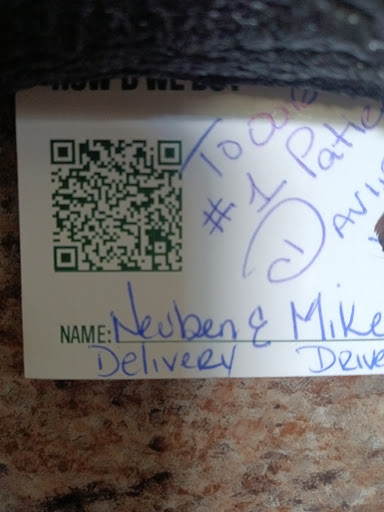 HOW'D WE DO?
To
#1 Patie
NAME: Neuben & Mike
Delivery Drive